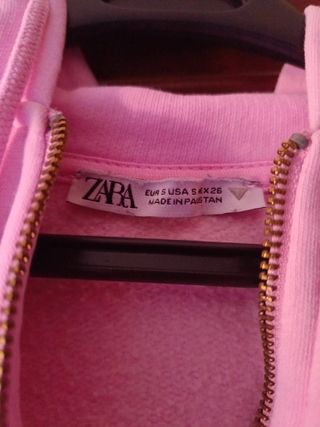 ZARA
EUR S USA S MEX 26
MADE IN PAKISTAN